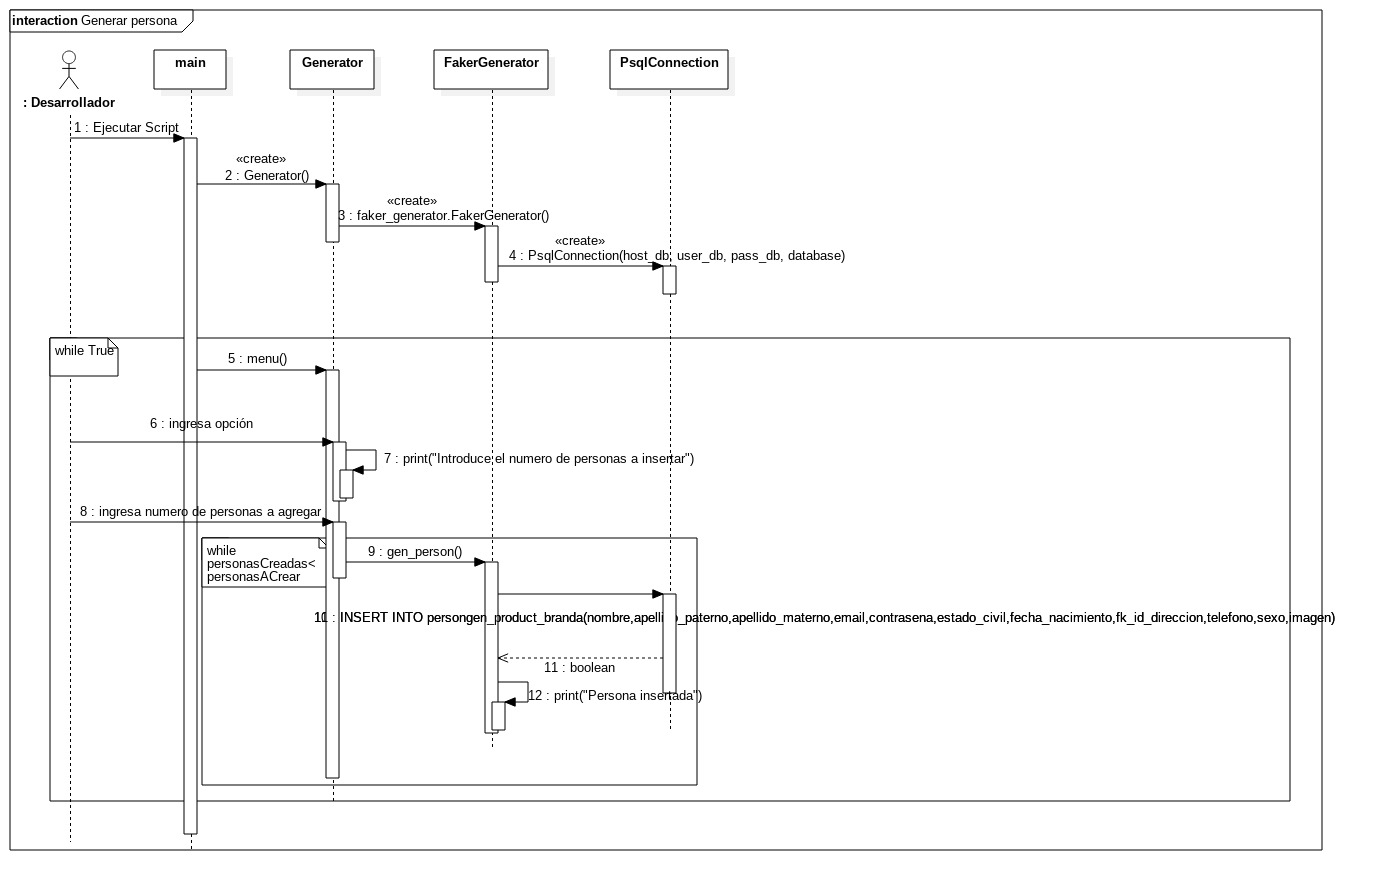 interaction Generar persona
main
Generator
FakerGenerator
PsqlConnection
: Desarrollador
1 : Ejecutar Script
«create»
2 : Generator()
«create»
3 : faker_generator.FakerGenerator()
«create»
4 : PsqlConnection(host_db, user_db, pass_db, database)
while True
5 : menu()
6 : ingresa opción
7 : print("Introduce el numero de personas a insertar")
8 : ingresa numero de personas a agregar
while
personasCreadas<
personasACrear
9 : gen_person()
: INSERT INTO persongen_product_branda(nombre,apellido_paterno,apellido_materno,email,contrasena,estado_civil,fecha_nacimiento,fk_id_direccion,telefono,sexo,imagen)
11 : boolean
12 : print("Persona insertada")